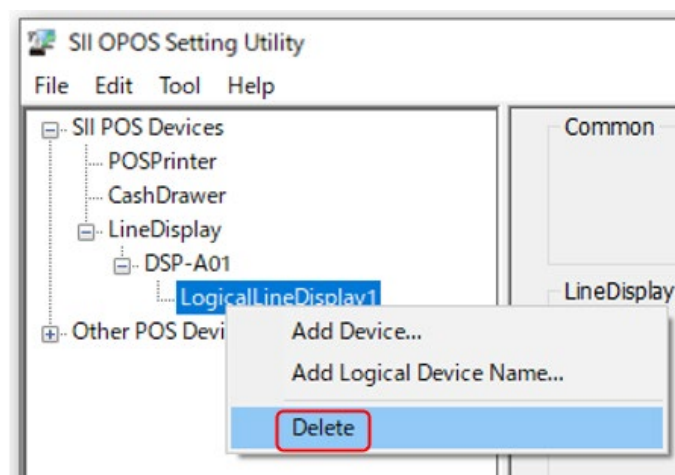 SII OPOS Setting Utility
File Edit Tool Help
SII POS Devices
POSPrinter
CashDrawer
LineDisplay
DSP-A01
LogicalLineDisplay1
Other POS Devi
Common
LineDisplay
Add Device...
Add Logical Device Name...
Delete